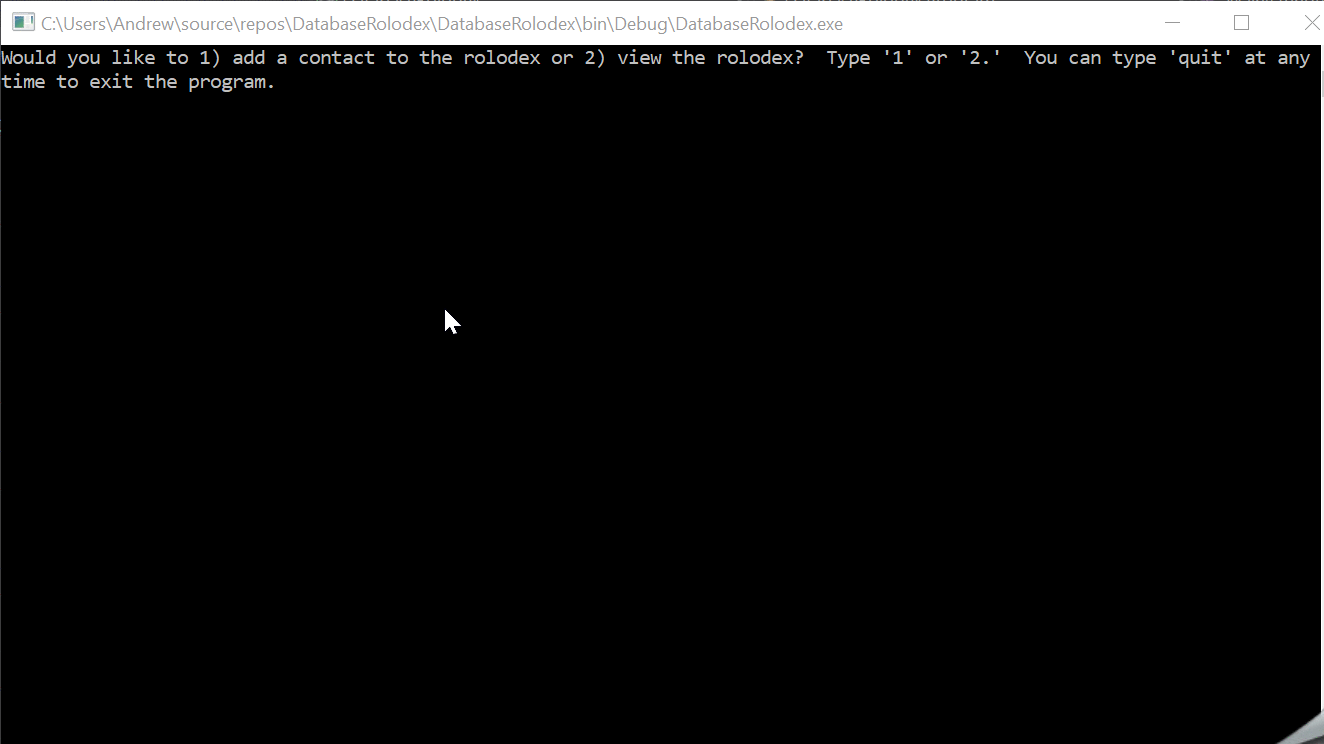 C:\Users\Andrew\source\repos\DatabaseRolodex\DatabaseRolodex\bin\Debug\DatabaseRolodex.exe
Would you like to 1) add a contact to the rolodex or 2) view the rolodex?  Type '1' or '2.'  You can type 'quit' at any
time to exit the program.